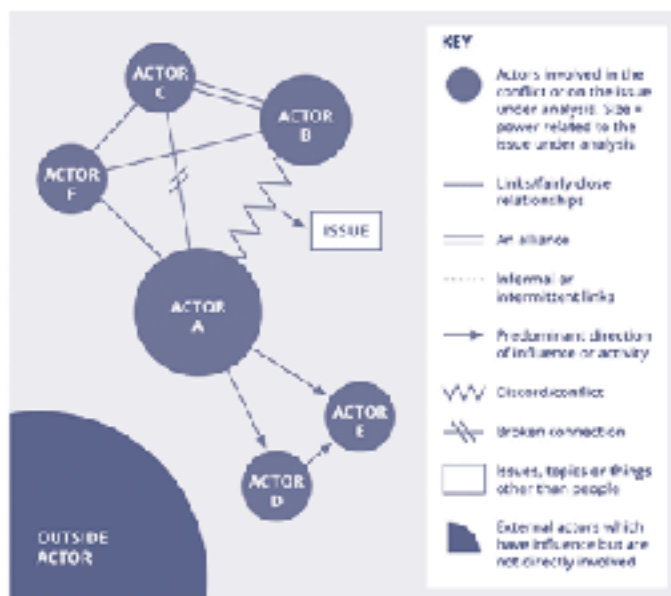 ACTOR
C
ACTOR
B
ACTOR
F
ISSUE
ACTOR
A
ACTOR
E
ACTOR
D
OUTSIDE
ACTOR
KEY
Actors involved in the
conflict or on the issue
under analysis. Size =
power related to the
issue under analysis
Links/fairly close
relationships
An alliance
Informal or
intermittent links
Predominant direction
of influence or activity
Discord/conflict
Broken connection
Issues, topics or things
other than people
External actors which
have influence but are
not directly involved